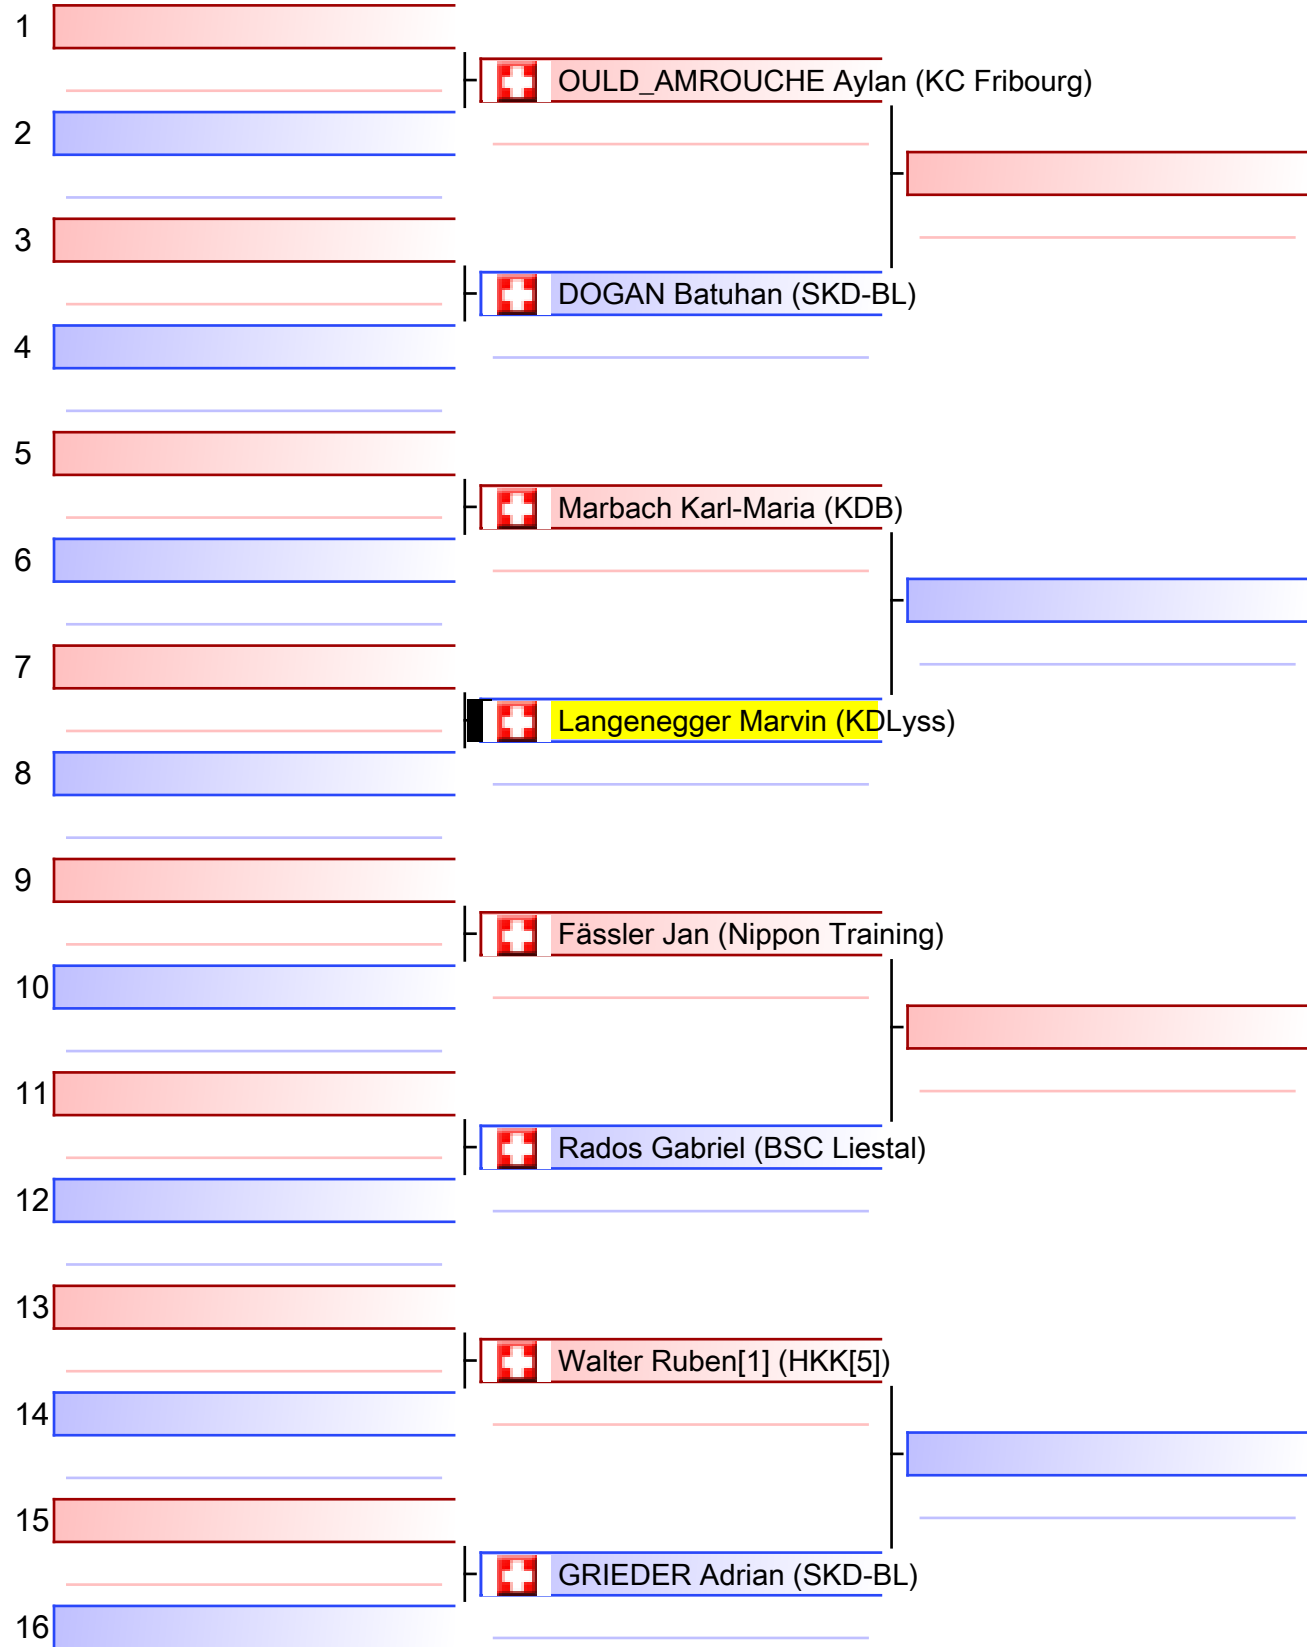 1
OULD_AMROUCHE Aylan (KC Fribourg)
2
3
DOGAN Batuhan (SKD-BL)
4
5
Marbach Karl-Maria (KDB)
6
7
Langenegger Marvin (KDLyss)
8
9
Fässler Jan (Nippon Training)
10
11
Rados Gabriel (BSC Liestal)
12
13
Walter Ruben[1] (HKK[5])
14
15
GRIEDER Adrian (SKD-BL)
16